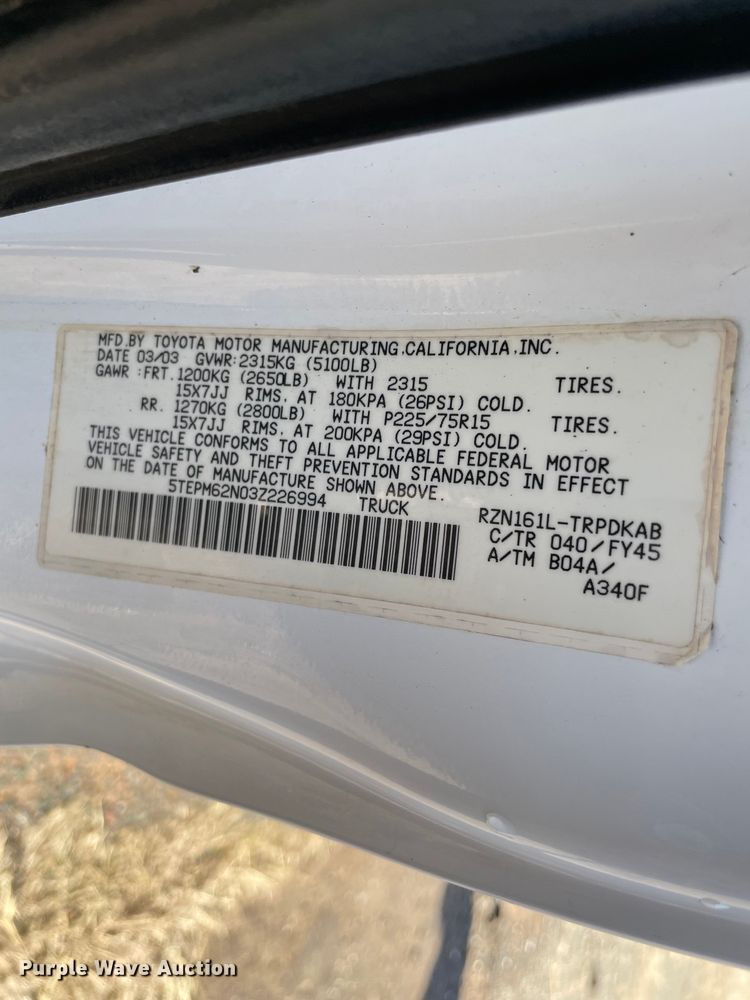 MFD.BY TOYOTA MOTOR MANUFACTURING,CALIFORNIA,INC.
DATE 03/03 GVWR:2315KG (5100LB)
GAWR :FRT.1200KG (2650LB) WITH 2315 TIRES.
15X7JJ RIMS, AT 180KPA (26PSI) COLD.
RR. 1270KG (2800LB) WITH P225/75R15 TIRES.
15X7JJ RIMS, AT 200KPA (29PSI) COLD.
THIS VEHICLE CONFORMS TO ALL APPLICABLE FEDERAL MOTOR
VEHICLE SAFETY AND THEFT PREVENTION STANDARDS IN EFFECT
ON THE DATE OF MANUFACTURE SHOWN ABOVE.
5TEPM62N03Z226994 TRUCK RZN161L-TRPDKAB
C/TR 040/FY45
A/TM B04A/
A340F
Purple Wave Auction